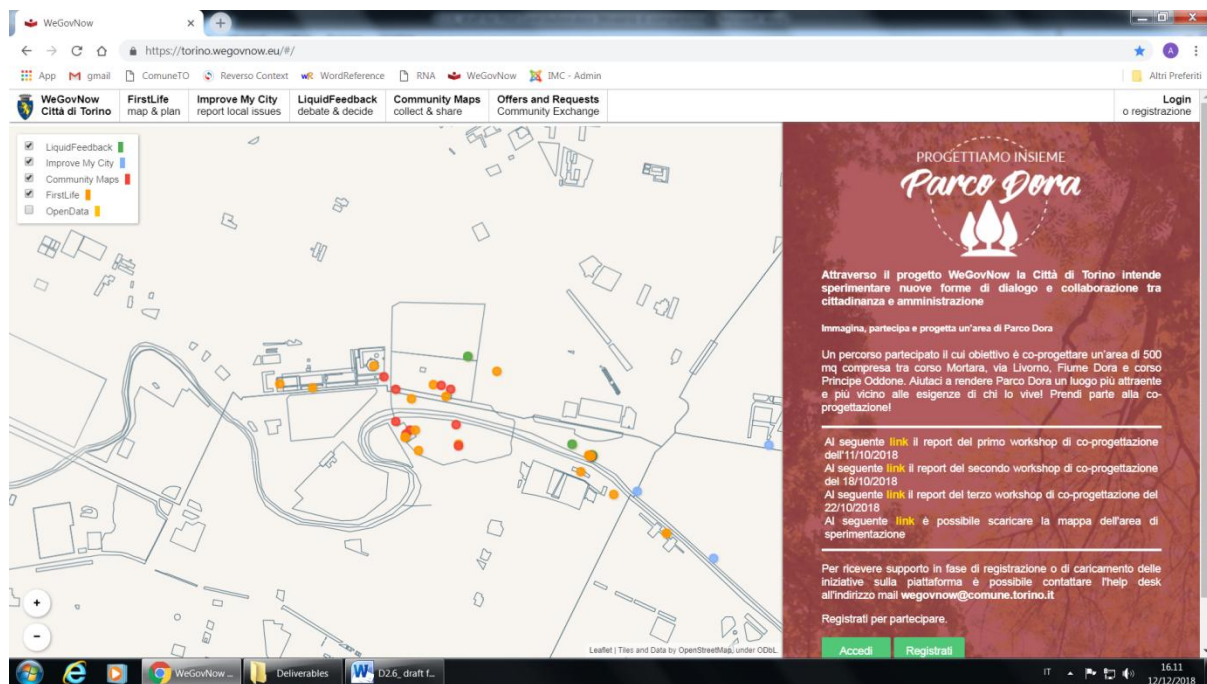 WeGovNow
https://torino.wegovnow.eu/#/
App
gmail
ComuneTO
Reverso Context
wR WordReference
RNA
WeGovNow
IMC - Admin
Altri Preferiti
WeGovNow
Città di Torino
FirstLife
map & plan
Improve My City
report local issues
LiquidFeedback
debate & decide
Community Maps
collect & share
Offers and Requests
Community Exchange
Login
o registrazione
LiquidFeedback
Improve My City
Community Maps
FirstLife
OpenData
+
−
Leaflet | Tiles and Data by OpenStreetMap, under ODbL.
PROGETTIAMO INSIEME
Parco Dora
Attraverso il progetto WeGovNow la Città di Torino intende
sperimentare nuove forme di dialogo e collaborazione tra
cittadinanza e amministrazione
Immagina, partecipa e progetta un'area di Parco Dora
Un percorso partecipato il cui obiettivo è co-progettare un'area di 500
mq compresa tra corso Mortara, via Livorno, Fiume Dora e corso
Principe Oddone. Aiutaci a rendere Parco Dora un luogo più attraente
e più vicino alle esigenze di chi lo vive! Prendi parte alla co-
progettazione!
Al seguente link il report del primo workshop di co-progettazione
dell'11/10/2018
Al seguente link il report del secondo workshop di co-progettazione
del 18/10/2018
Al seguente link il report del terzo workshop di co-progettazione del
22/10/2018
Al seguente link è possibile scaricare la mappa dell'area di
sperimentazione
Per ricevere supporto in fase di registrazione o di caricamento delle
iniziative sulla piattaforma è possibile contattare l'help desk
all'indirizzo mail wegovnow@comune.torino.it
Registrati per partecipare.
Accedi
Registrati
WeGovNow -...
Deliverables
D2.6_ draft f...
IT
16.11
12/12/2018